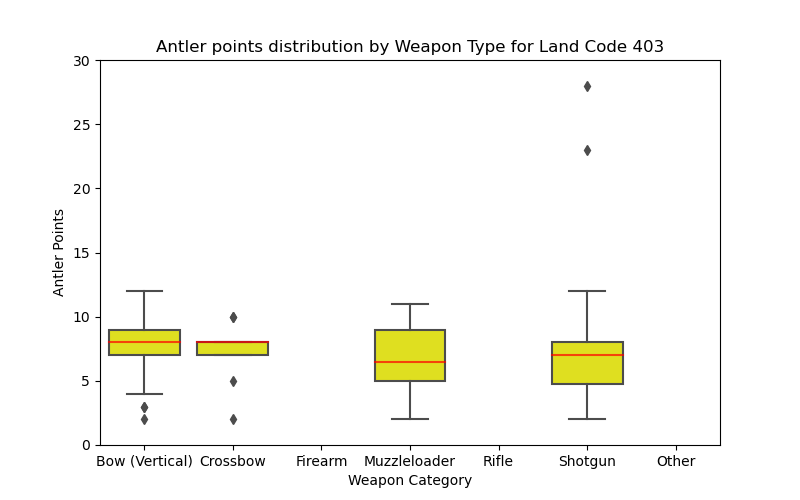 Antler points distribution by Weapon Type for Land Code 403
30
25
20
15
10
5
0
Antler Points
Bow (Vertical) Crossbow Firearm Muzzleloader Rifle Shotgun Other
Weapon Category